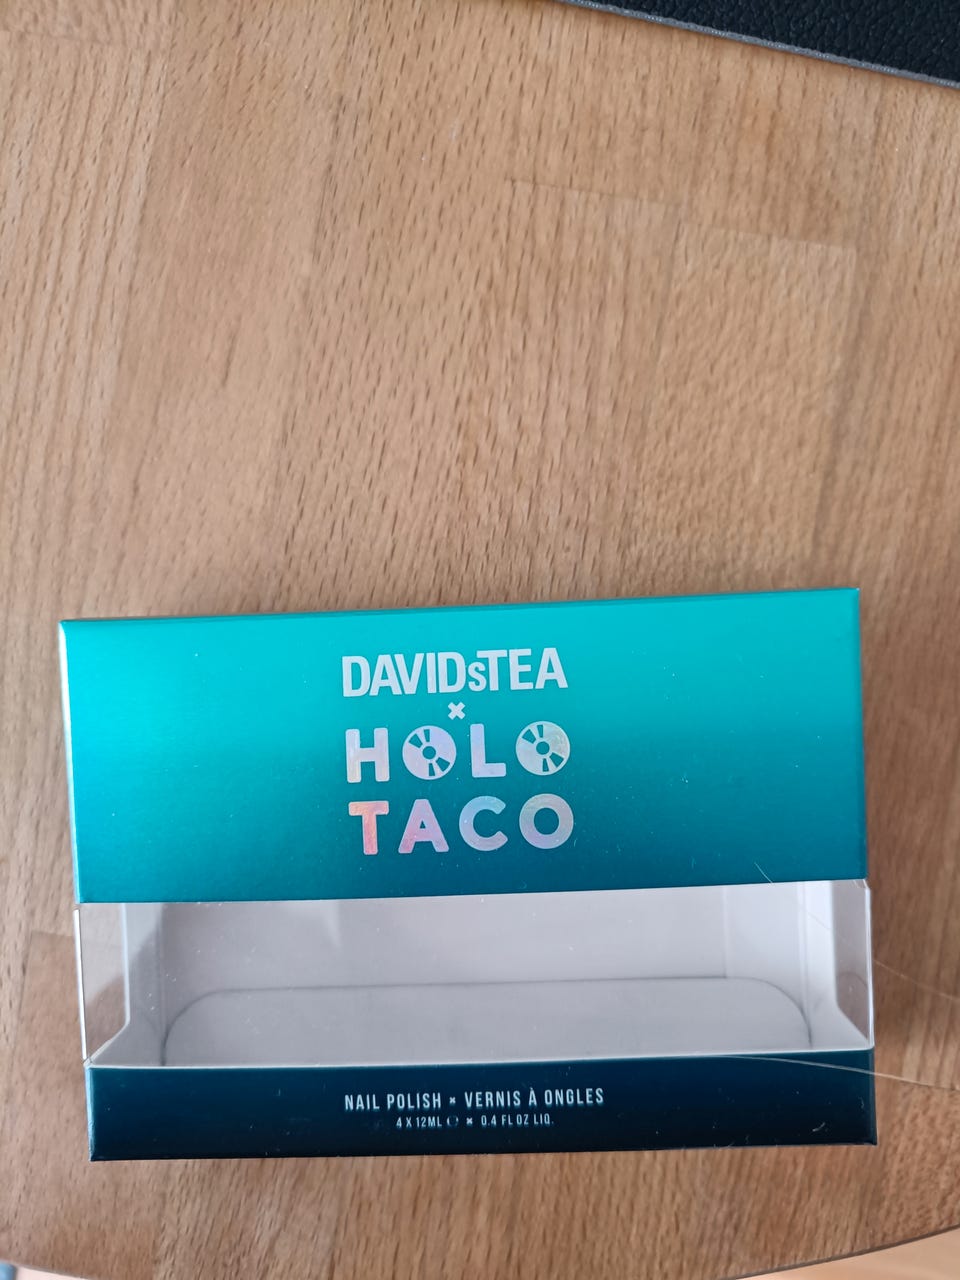 DAVIDsTEA
×
HOLO
TACO
NAIL POLISH × VERNIS À ONGLES
4 X 12ML ℮ × 0.4 FL OZ LIQ.